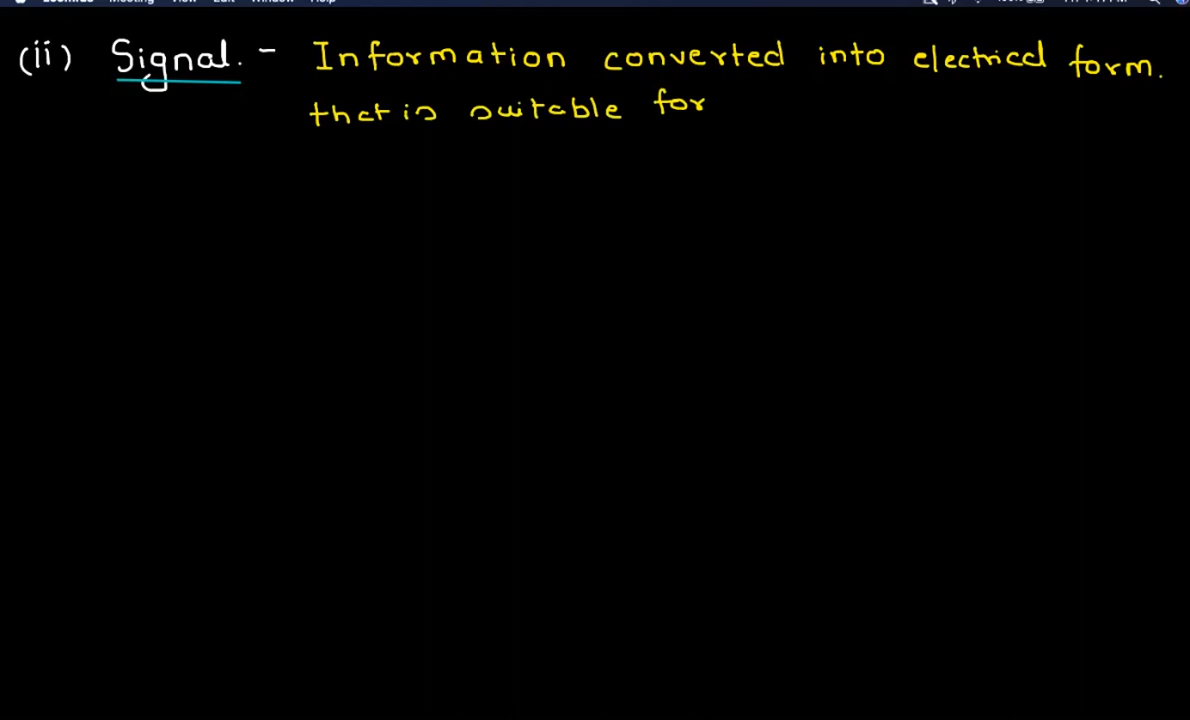 (ii) Signal. - Information converted into electrical form.
that is suitable for